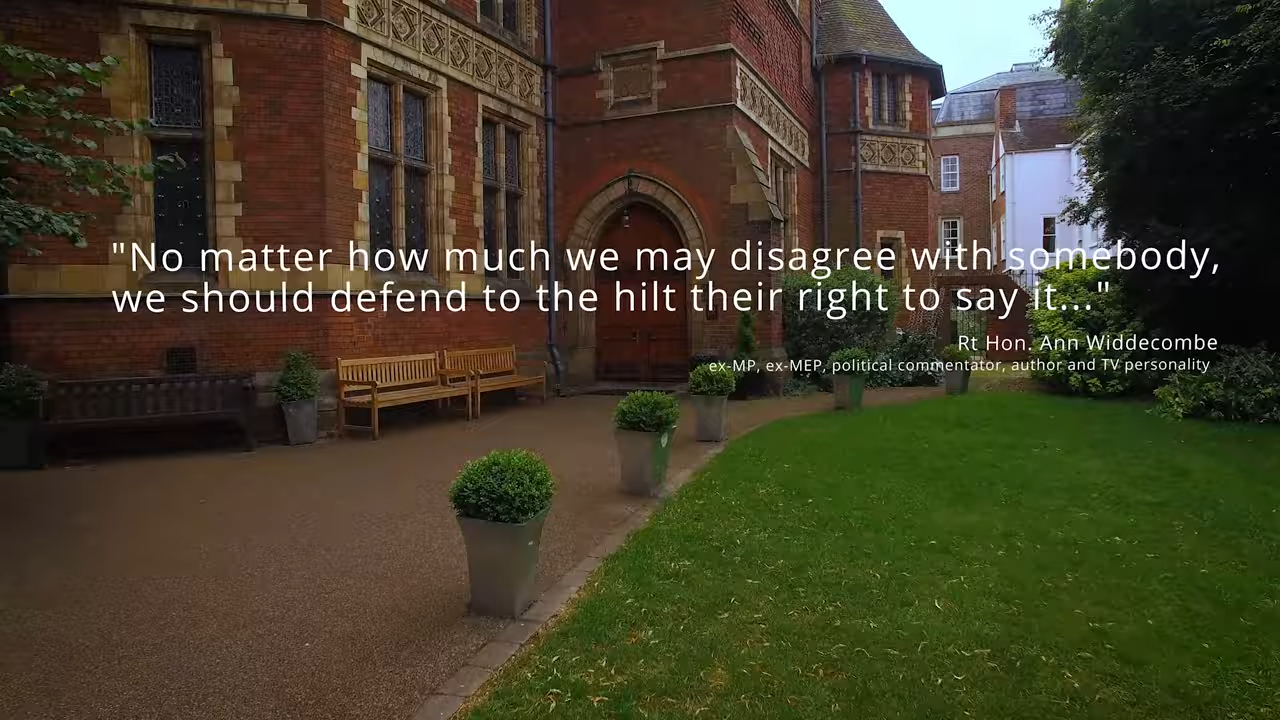 "No matter how much we may disagree with somebody,
we should defend to the hilt their right to say it..."
Rt Hon. Ann Widdecombe
ex-MP, ex-MEP, political commentator, author and TV personality